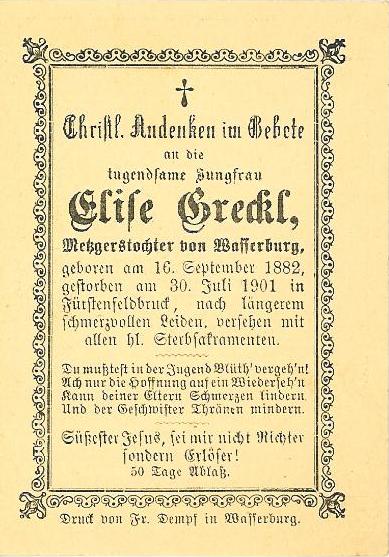 †
Christl. Andenken im Gebete
an die
tugendsame Jungfrau
Elise Greckl,
Metzgerstochter von Wasserburg,
geboren am 16. September 1882,
gestorben am 30. Juli 1901 in
Fürstenfeldbruck, nach längerem
schmerzvollen Leiden, versehen mit
allen hl. Sterbsakramenten.
Du mußtest in der Jugend Blüth' vergeh'n!
Ach nur die Hoffnung auf ein Wiederseh'n
Kann deiner Eltern Schmerzen lindern
Und der Geschwister Thränen mindern.
Süßester Jesus, sei mir nicht Richter
sondern Erlöser!
50 Tage Ablaß.
Druck von Fr. Dempf in Wasserburg.